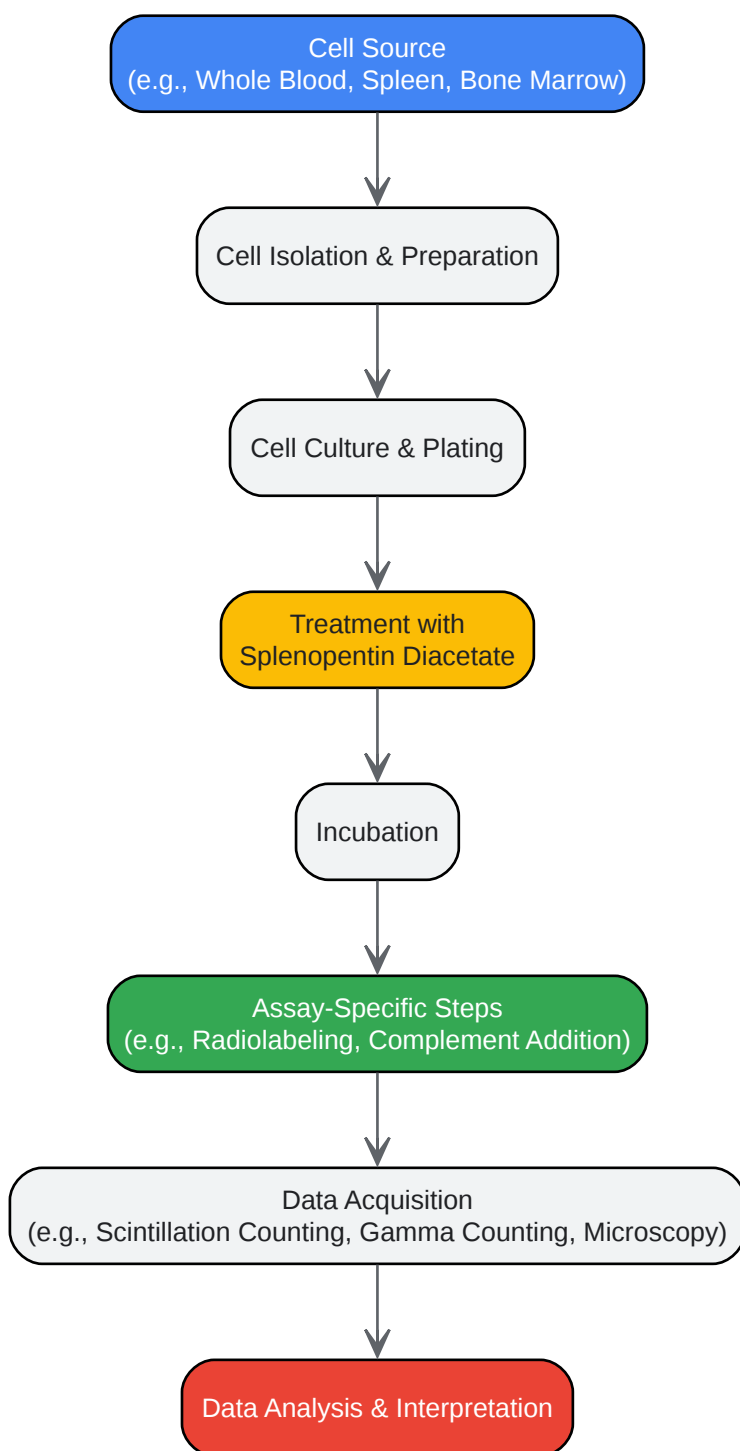 Cell Source
(e.g., Whole Blood, Spleen, Bone Marrow)
Cell Isolation & Preparation
Cell Culture & Plating
Treatment with
Splenopentin Diacetate
Incubation
Assay-Specific Steps
(e.g., Radiolabeling, Complement Addition)
Data Acquisition
(e.g., Scintillation Counting, Gamma Counting, Microscopy)
Data Analysis & Interpretation